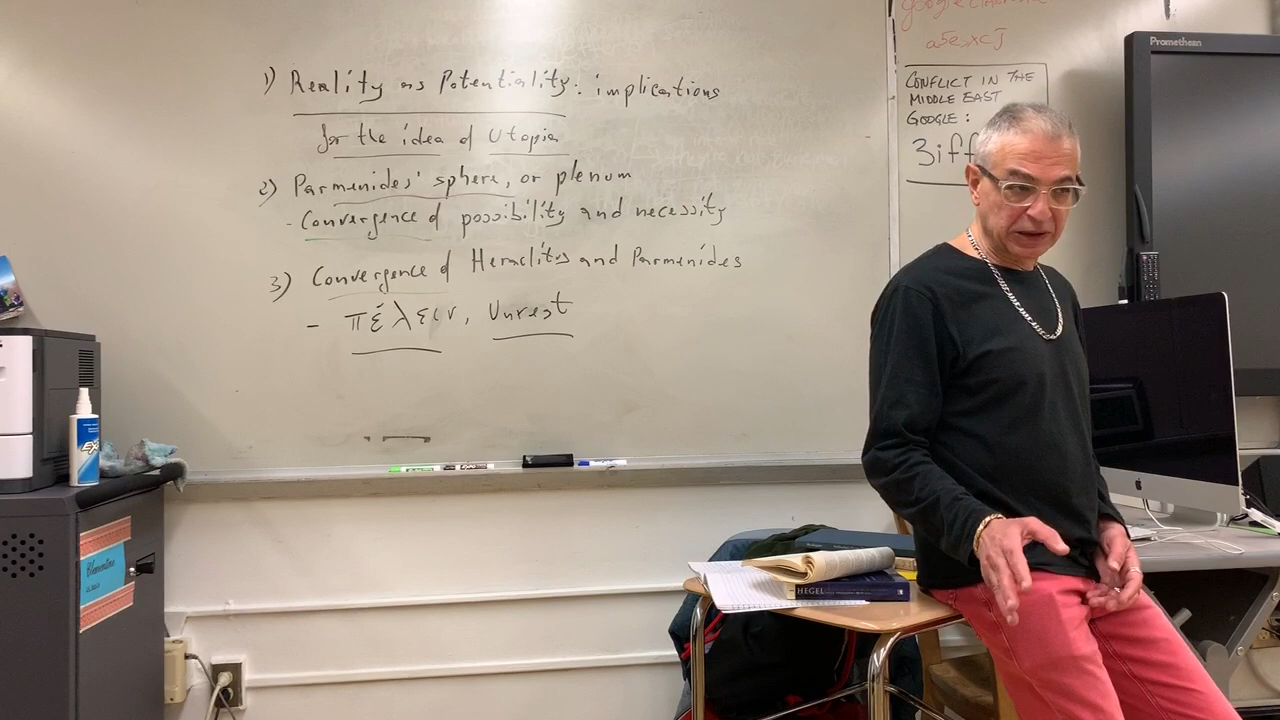 1) Reality as Potentiality: implications
for the idea of Utopia
2) Parmenides' sphere, or plenum
- Convergence of possibility and necessity
3) Convergence of Heraclitus and Parmenides
- πέλειν, Unrest
a5esxcj
CONFLICT IN THE
MIDDLE EAST
GOOGLE:
3iff
Promethean
HEGEL
EXPO